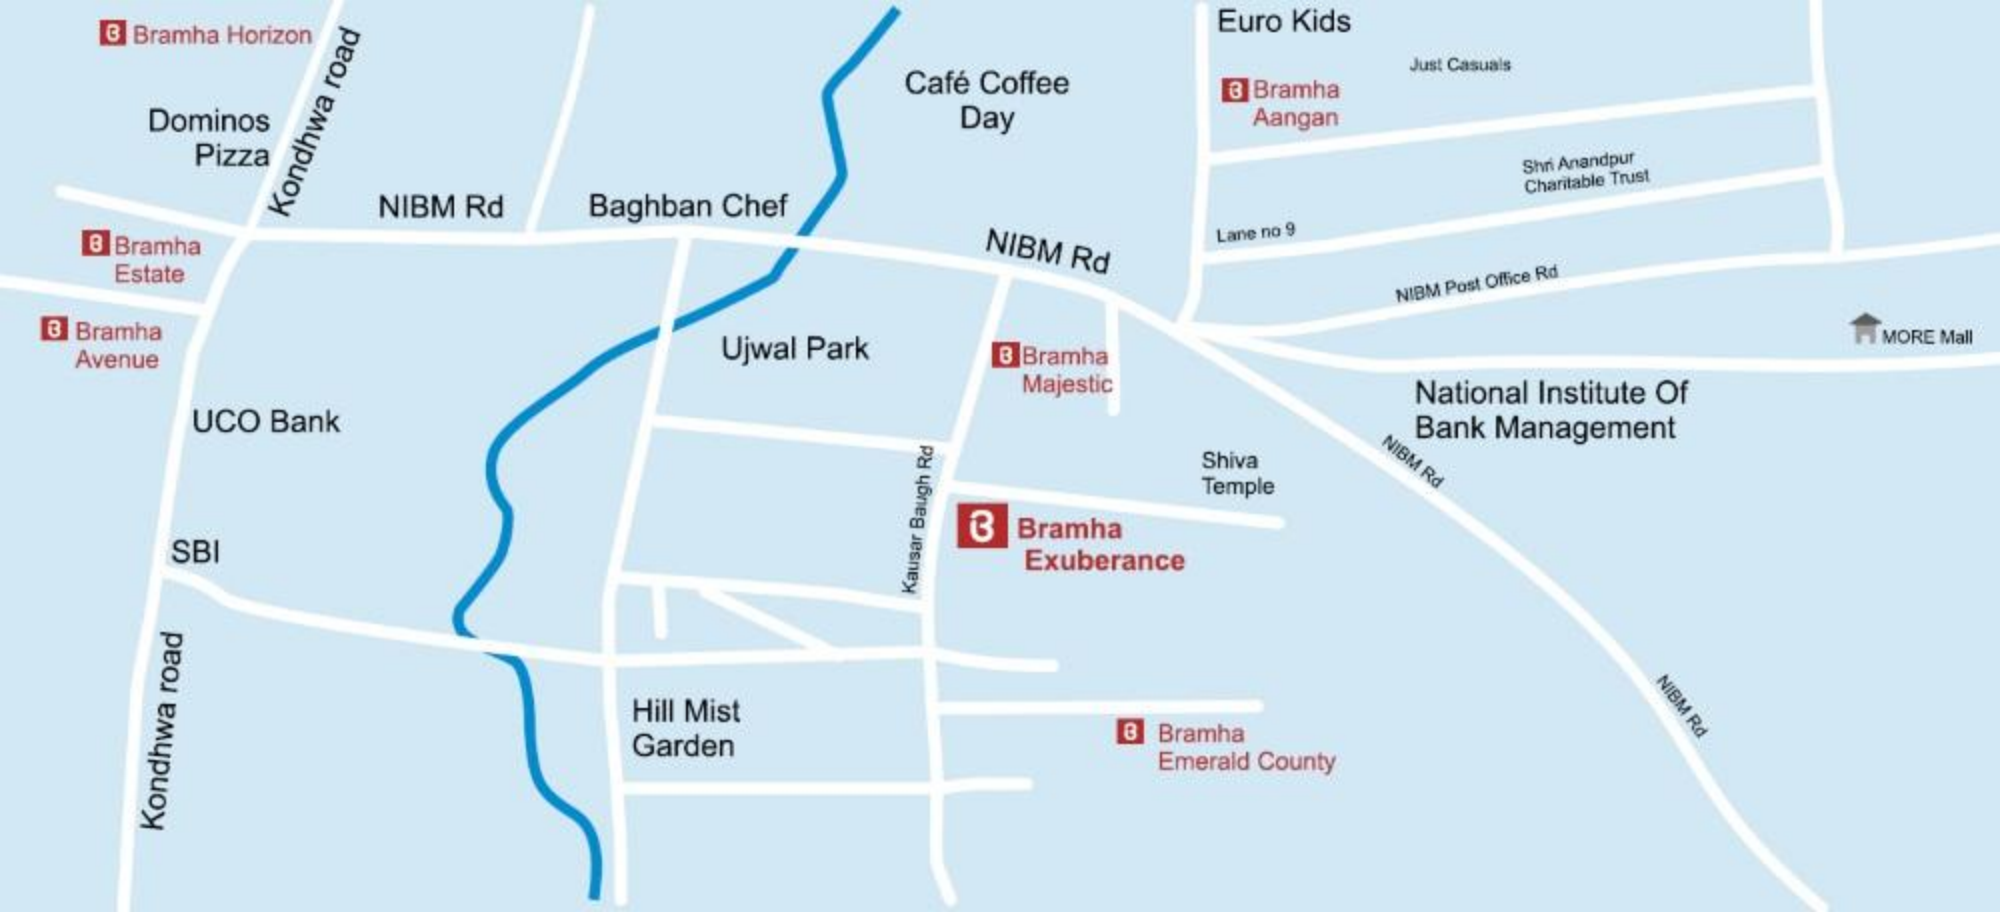 Bramha Horizon
Kondhwa road
Dominos
Pizza
NIBM Rd
Baghban Chef
Café Coffee
Day
Euro Kids
Bramha
Aangan
Just Casuals
Shri Anandpur
Charitable Trust
Lane no 9
NIBM Rd
NIBM Post Office Rd
Bramha
Estate
Bramha
Avenue
Ujwal Park
Bramha
Majestic
MORE Mall
National Institute Of
Bank Management
UCO Bank
NIBM Rd
Shiva
Temple
Kausar Baugh Rd
Bramha
Exuberance
SBI
Kondhwa road
Hill Mist
Garden
Bramha
Emerald County
NIBM Rd